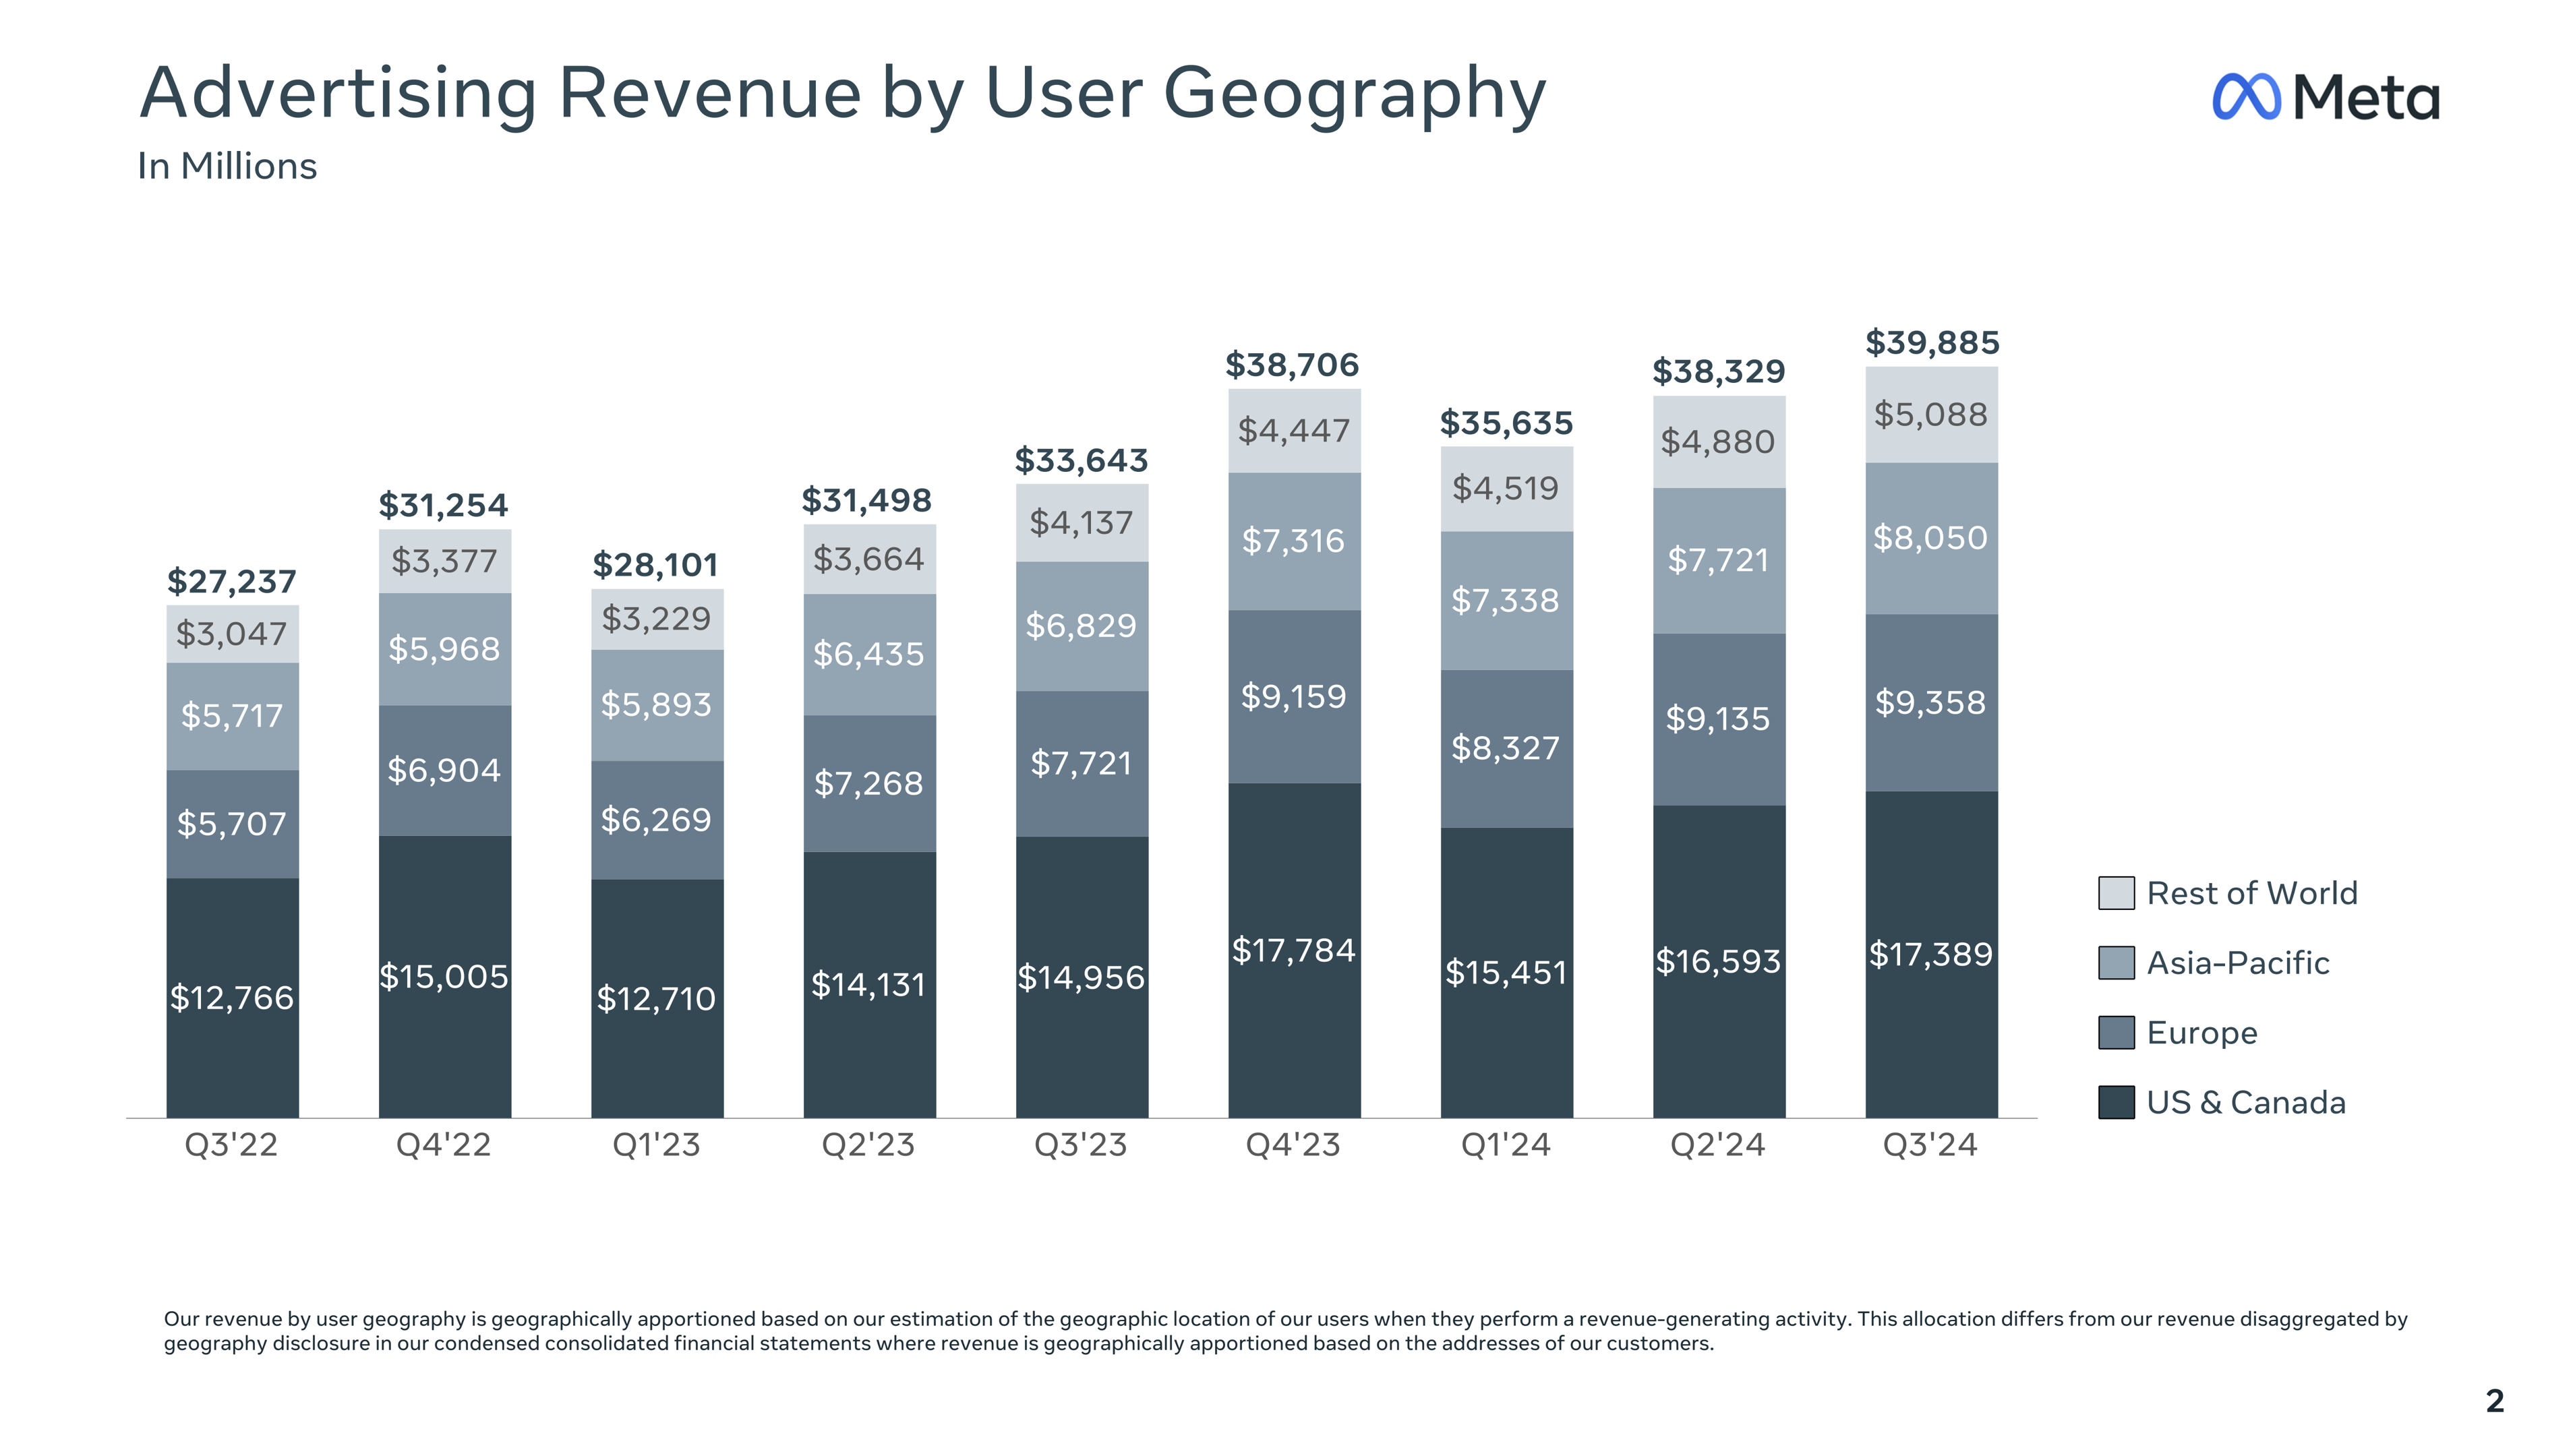 Advertising Revenue by User Geography
Meta
In Millions
$27,237
$3,047
$5,717
$5,707
$12,766
Q3'22
$31,254
$3,377
$5,968
$6,904
$15,005
Q4'22
$28,101
$3,229
$5,893
$6,269
$12,710
Q1'23
$31,498
$3,664
$6,435
$7,268
$14,131
Q2'23
$33,643
$4,137
$6,829
$7,721
$14,956
Q3'23
$38,706
$4,447
$7,316
$9,159
$17,784
Q4'23
$35,635
$4,519
$7,338
$8,327
$15,451
Q1'24
$38,329
$4,880
$7,721
$9,135
$16,593
Q2'24
$39,885
$5,088
$8,050
$9,358
$17,389
Q3'24
Rest of World
Asia-Pacific
Europe
US & Canada
Our revenue by user geography is geographically apportioned based on our estimation of the geographic location of our users when they perform a revenue-generating activity. This allocation differs from our revenue disaggregated by
geography disclosure in our condensed consolidated financial statements where revenue is geographically apportioned based on the addresses of our customers.
2